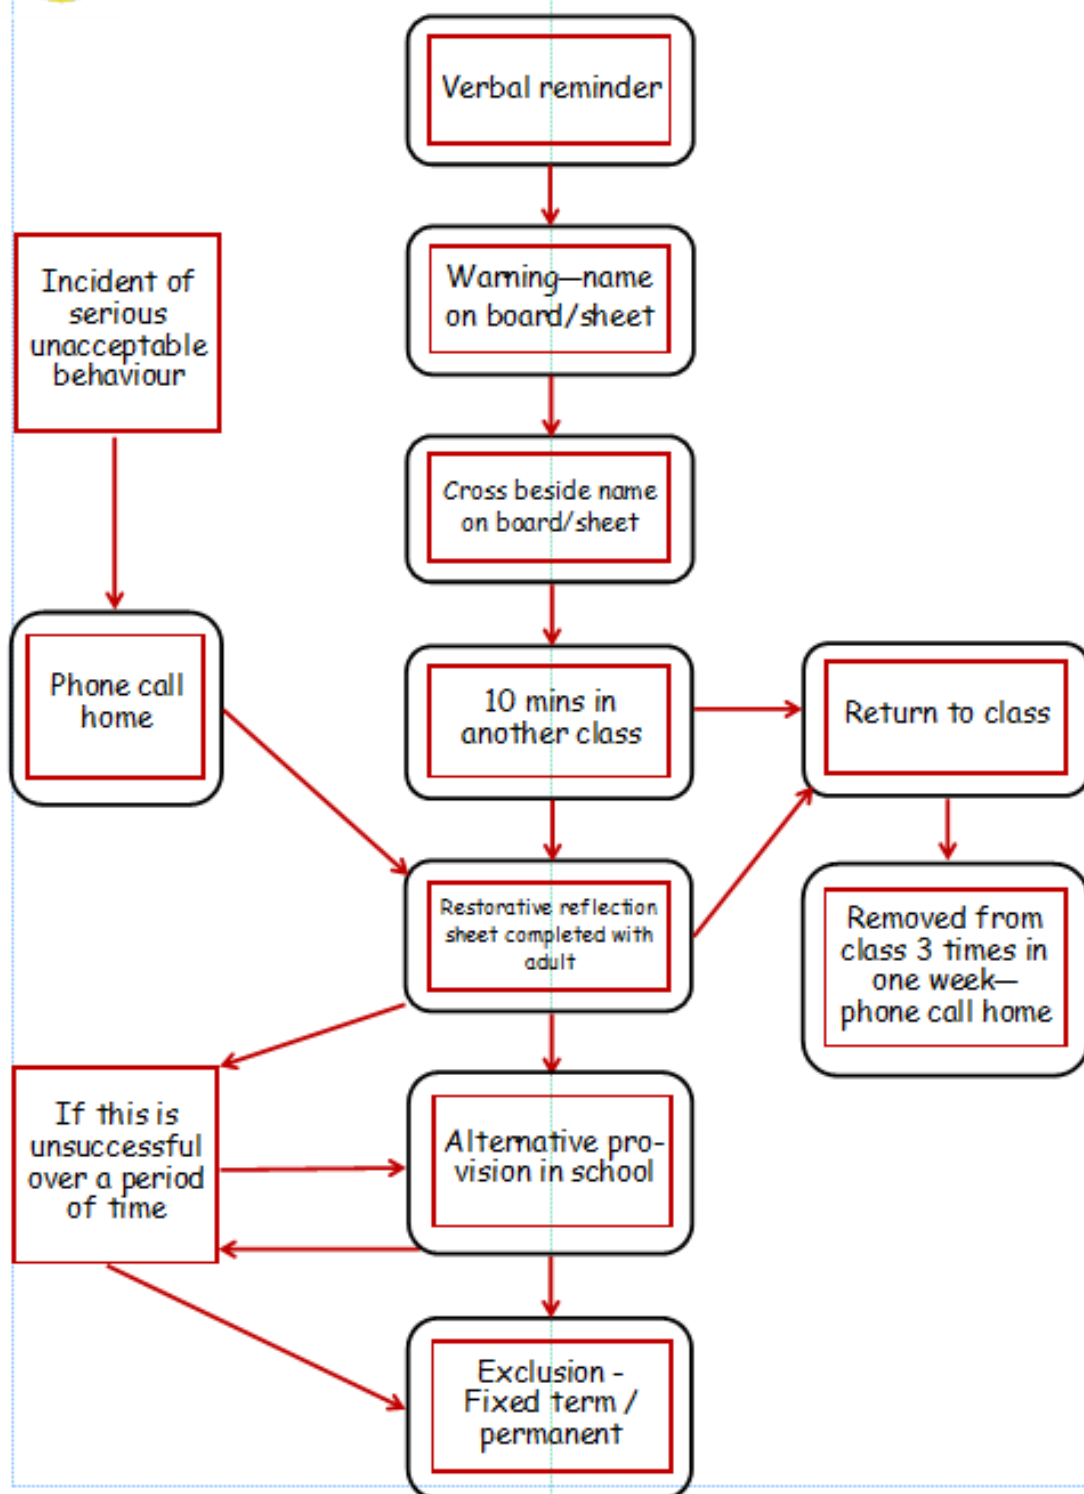 Verbal reminder
Warning—name
on board/sheet
Incident of
serious
unacceptable
behaviour
Cross beside name
on board/sheet
Phone call
home
10 mins in
another class
Return to class
Restorative reflection
sheet completed with
adult
Removed from
class 3 times in
one week—
phone call home
If this is
unsuccessful
over a period
of time
Alternative pro-
vision in school
Exclusion -
Fixed term /
permanent